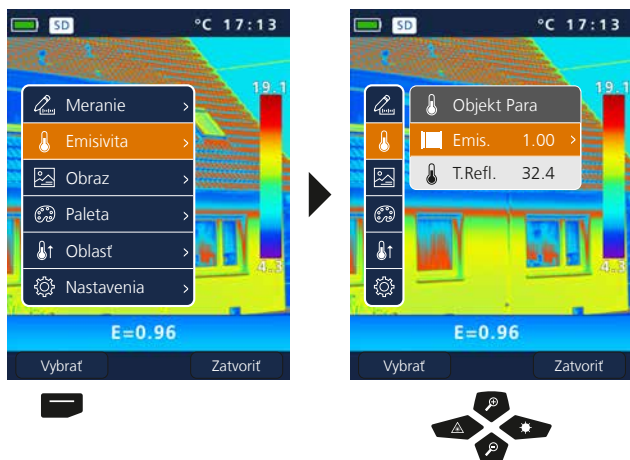 SD °C 17:13
19.1
Meranie
Emisivita
Obraz
Paleta
Oblasť
Nastavenia
4.3
E=0.96
Vybrať Zatvoriť
SD °C 17:13
19.1
Objekt Para
Emis. 1.00
T.Refl. 32.4
4.3
E=0.96
Vybrať Zatvoriť